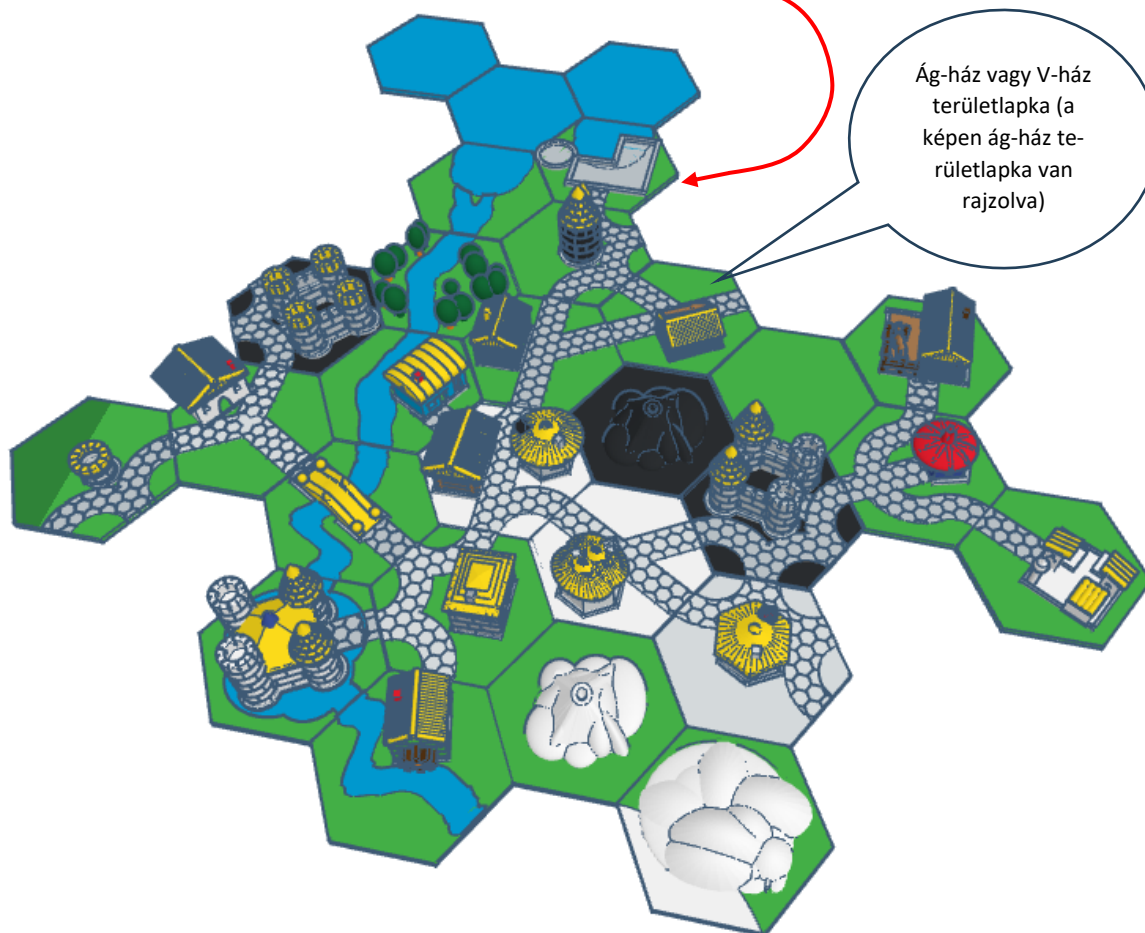 Ág-ház vagy V-ház
területlapka (a
képen ág-ház te-
rületlapka van
rajzolva)